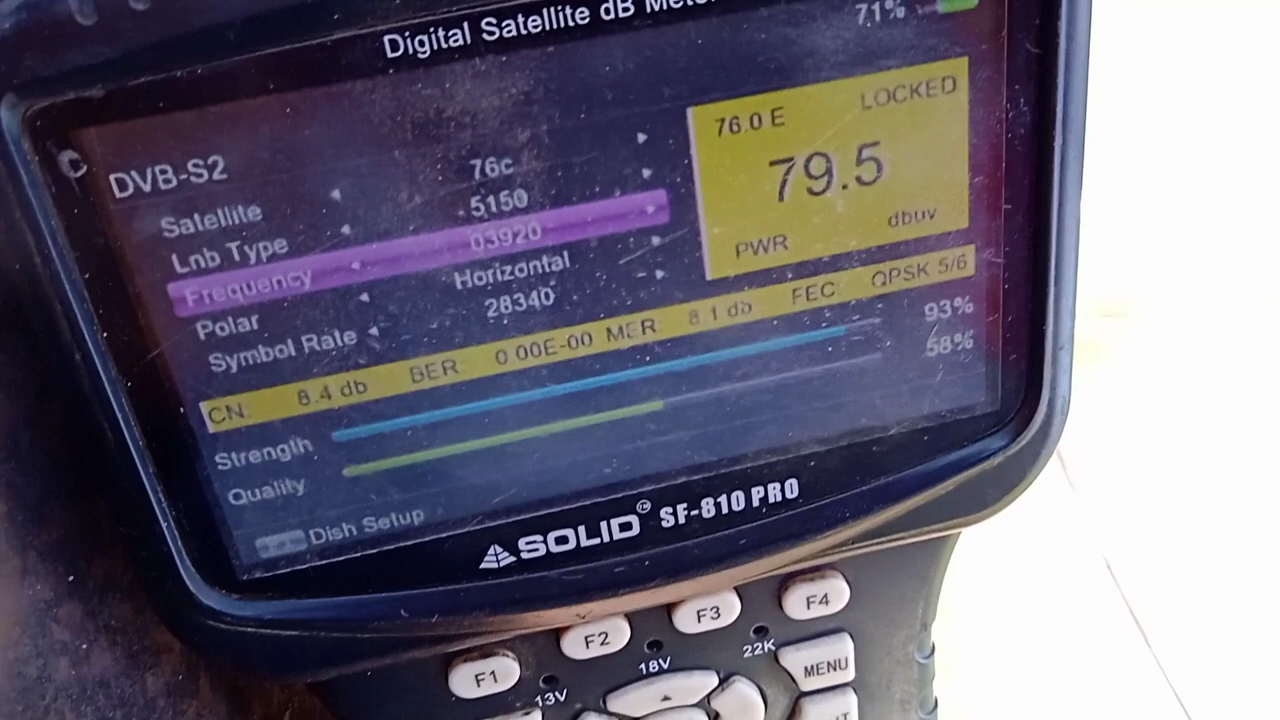 Digital Satellite dB Meter
71%
DVB-S2
Satellite 76c
Lnb Type 5150
Frequency 03920
Polar Horizontal
Symbol Rate 28340
76.0 E LOCKED
79.5
PWR dbuv
CN: 8.4 db BER: 0.00E-00 MER: 8.1 db FEC QPSK 5/6
Strength 93%
Quality 58%
Dish Setup
SOLID™ SF-810 PRO
F1 F2 F3 F4
13V 18V 22K
MENU